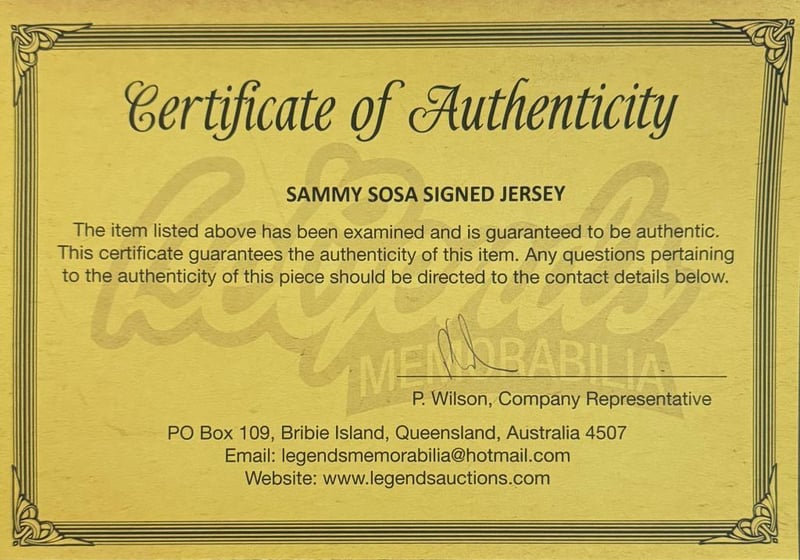 Certificate of Authenticity
SAMMY SOSA SIGNED JERSEY
The item listed above has been examined and is guaranteed to be authentic.
This certificate guarantees the authenticity of this item. Any questions pertaining
to the authenticity of this piece should be directed to the contact details below.
Legends
MEMORABILIA
P. Wilson, Company Representative
PO Box 109, Bribie Island, Queensland, Australia 4507
Email: legendsmemorabilia@hotmail.com
Website: www.legendsauctions.com